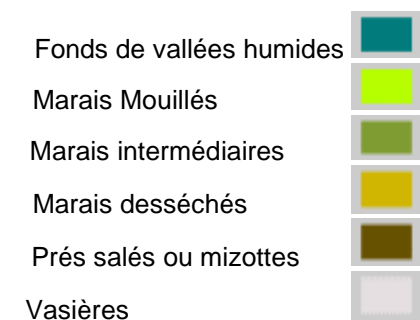 Fonds de vallées humides
Marais Mouillés
Marais intermédiaires
Marais desséchés
Prés salés ou mizottes
Vasières